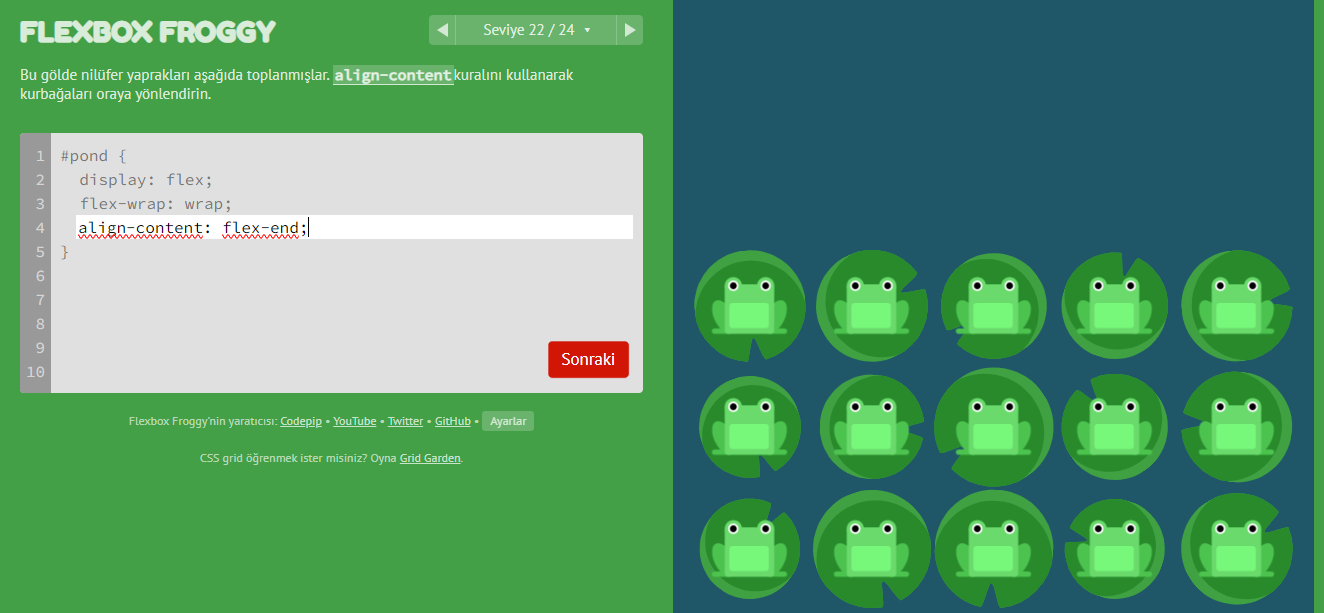 FLEXBOX FROGGY
◀ Seviye 22 / 24 ▾ ▶
Bu gölde nilüfer yaprakları aşağıda toplanmışlar. align-content kuralını kullanarak
kurbağaları oraya yönlendirin.
1 #pond {
2 display: flex;
3 flex-wrap: wrap;
4 align-content: flex-end;
5 }
6
7
8
9
10
Sonraki
Flexbox Froggy'nin yaratıcısı: Codepip • YouTube • Twitter • GitHub • Ayarlar
CSS grid öğrenmek ister misiniz? Oyna Grid Garden.